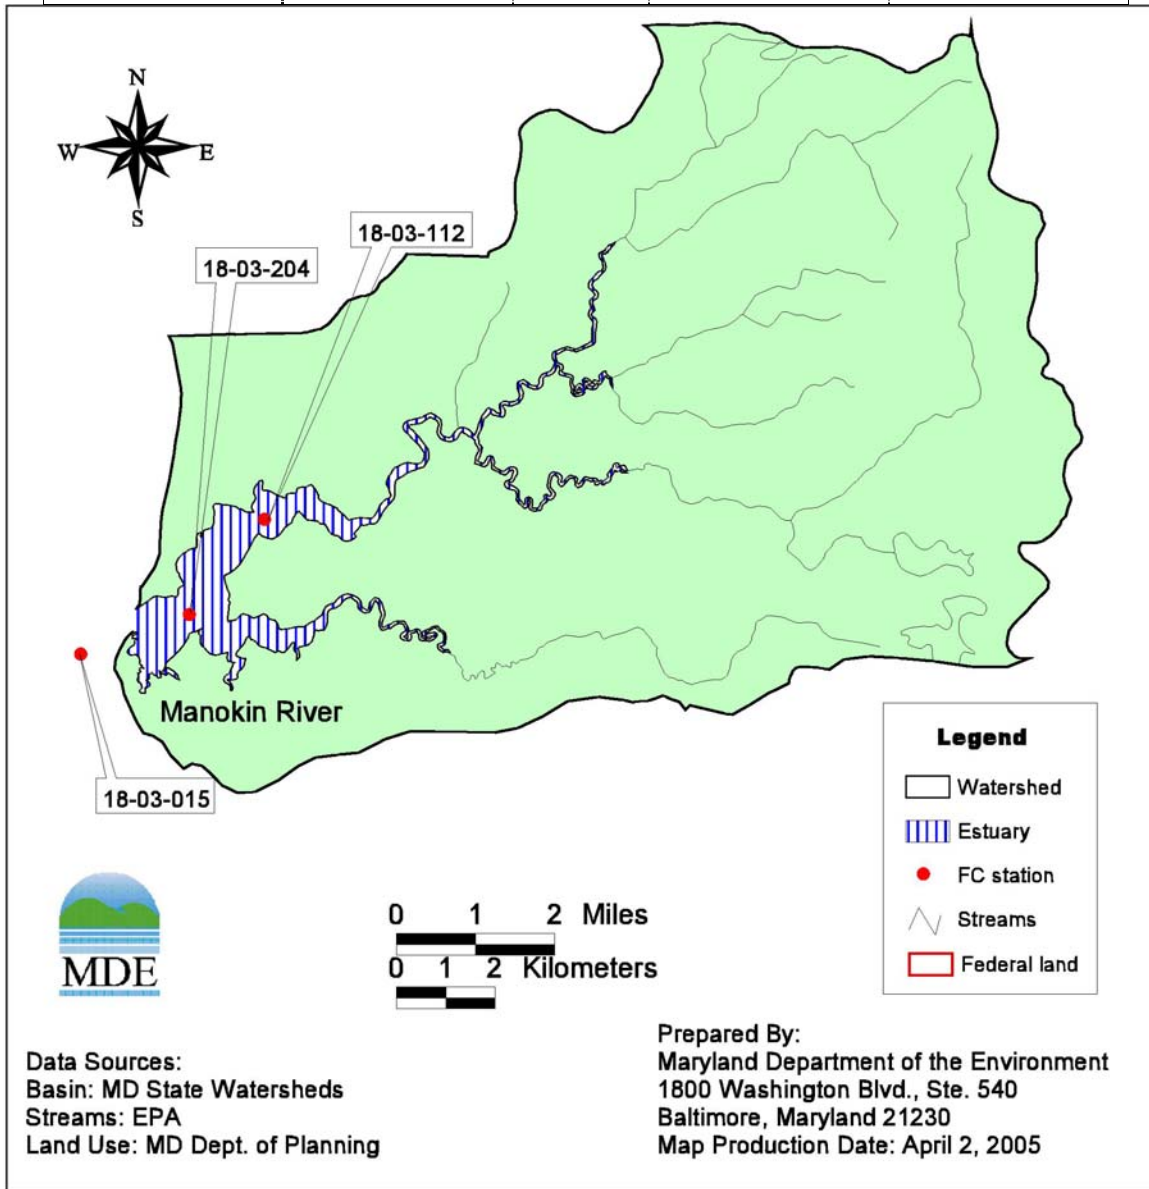 N
W E
S
18-03-112
18-03-204
Manokin River
18-03-015
Legend
Watershed
Estuary
FC station
Streams
Federal land
MDE
0 1 2 Miles
0 1 2 Kilometers
Data Sources:
Basin: MD State Watersheds
Streams: EPA
Land Use: MD Dept. of Planning
Prepared By:
Maryland Department of the Environment
1800 Washington Blvd., Ste. 540
Baltimore, Maryland 21230
Map Production Date: April 2, 2005